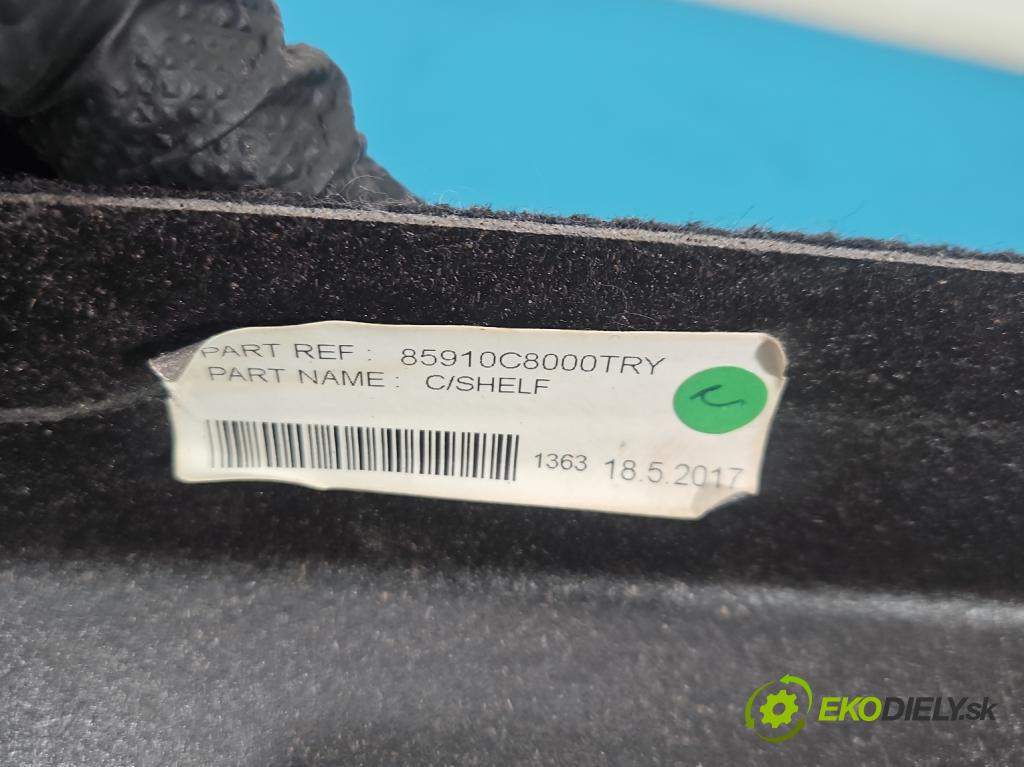 PART REF : 85910C8000TRY
PART NAME : C/SHELF
1363 18.5.2017
EKODIELY.sk